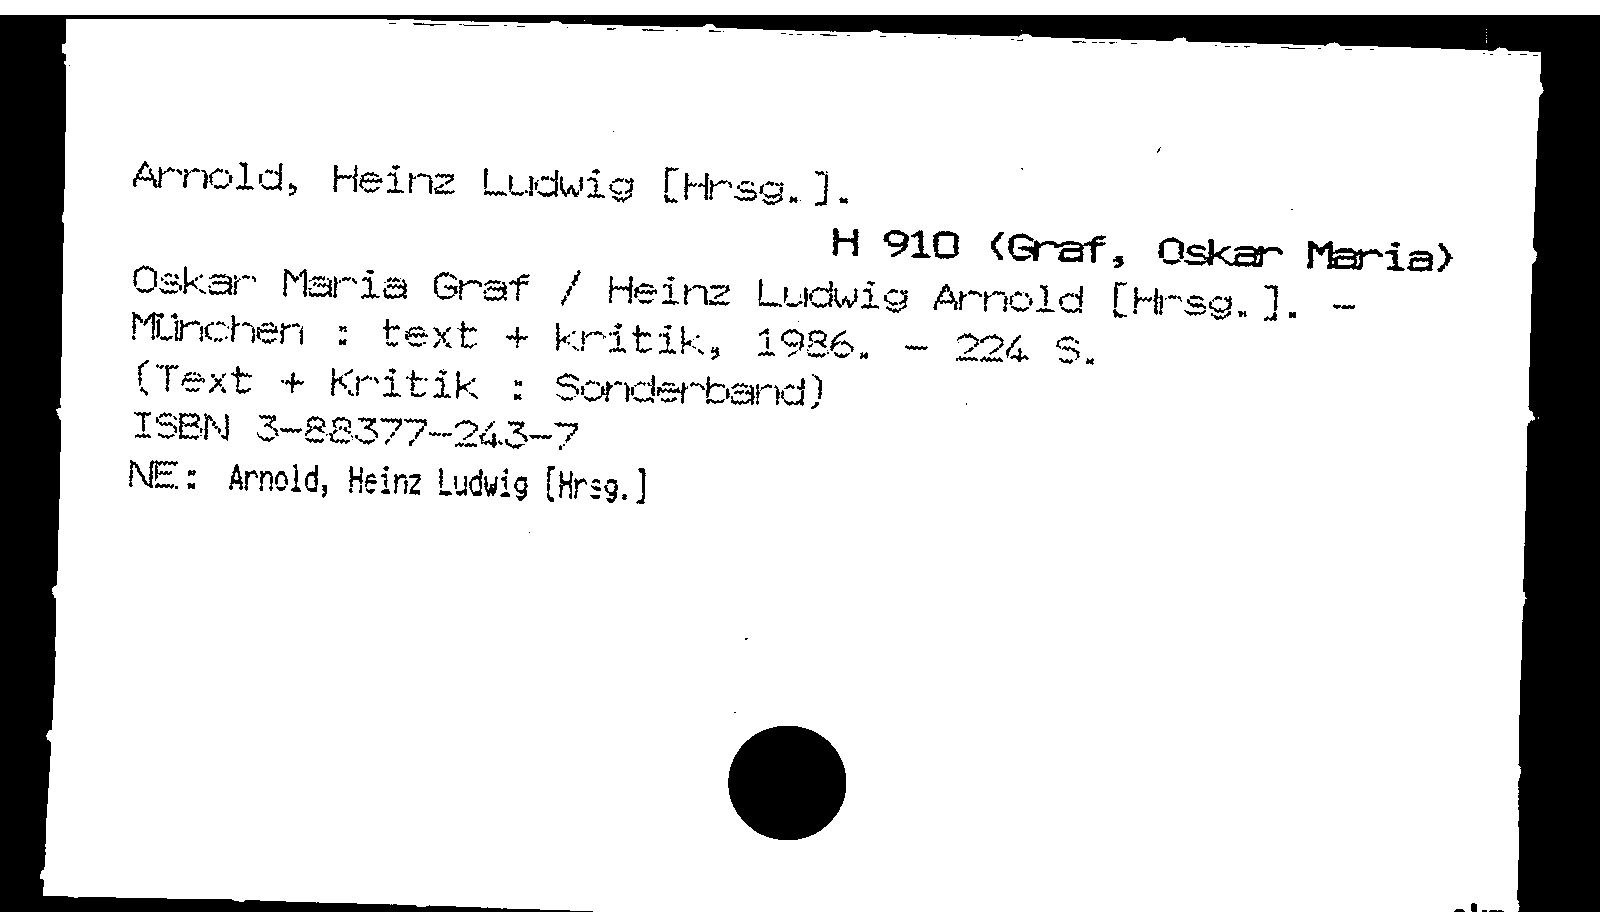 Arnold, Heinz Ludwig [Hrsg.].
H 910 (Graf, Oskar Maria)
Oskar Maria Graf / Heinz Ludwig Arnold [Hrsg.]. -
München : text + kritik, 1986. - 224 S.
(Text + Kritik : Sonderband)
ISBN 3-88377-243-7
NE: Arnold, Heinz Ludwig [Hrsg.]